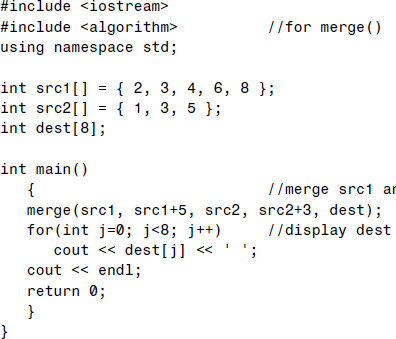 #include <iostream>
#include <algorithm>          //for merge()
using namespace std;

int src1[] = { 2, 3, 4, 6, 8 };
int src2[] = { 1, 3, 5 };
int dest[8];

int main()
   {                          //merge src1
   merge(src1, src1+5, src2, src2+3, dest);
   for(int j=0; j<8; j++)     //display dest
      cout << dest[j] << ' ';
   cout << endl;
   return 0;
   }
}